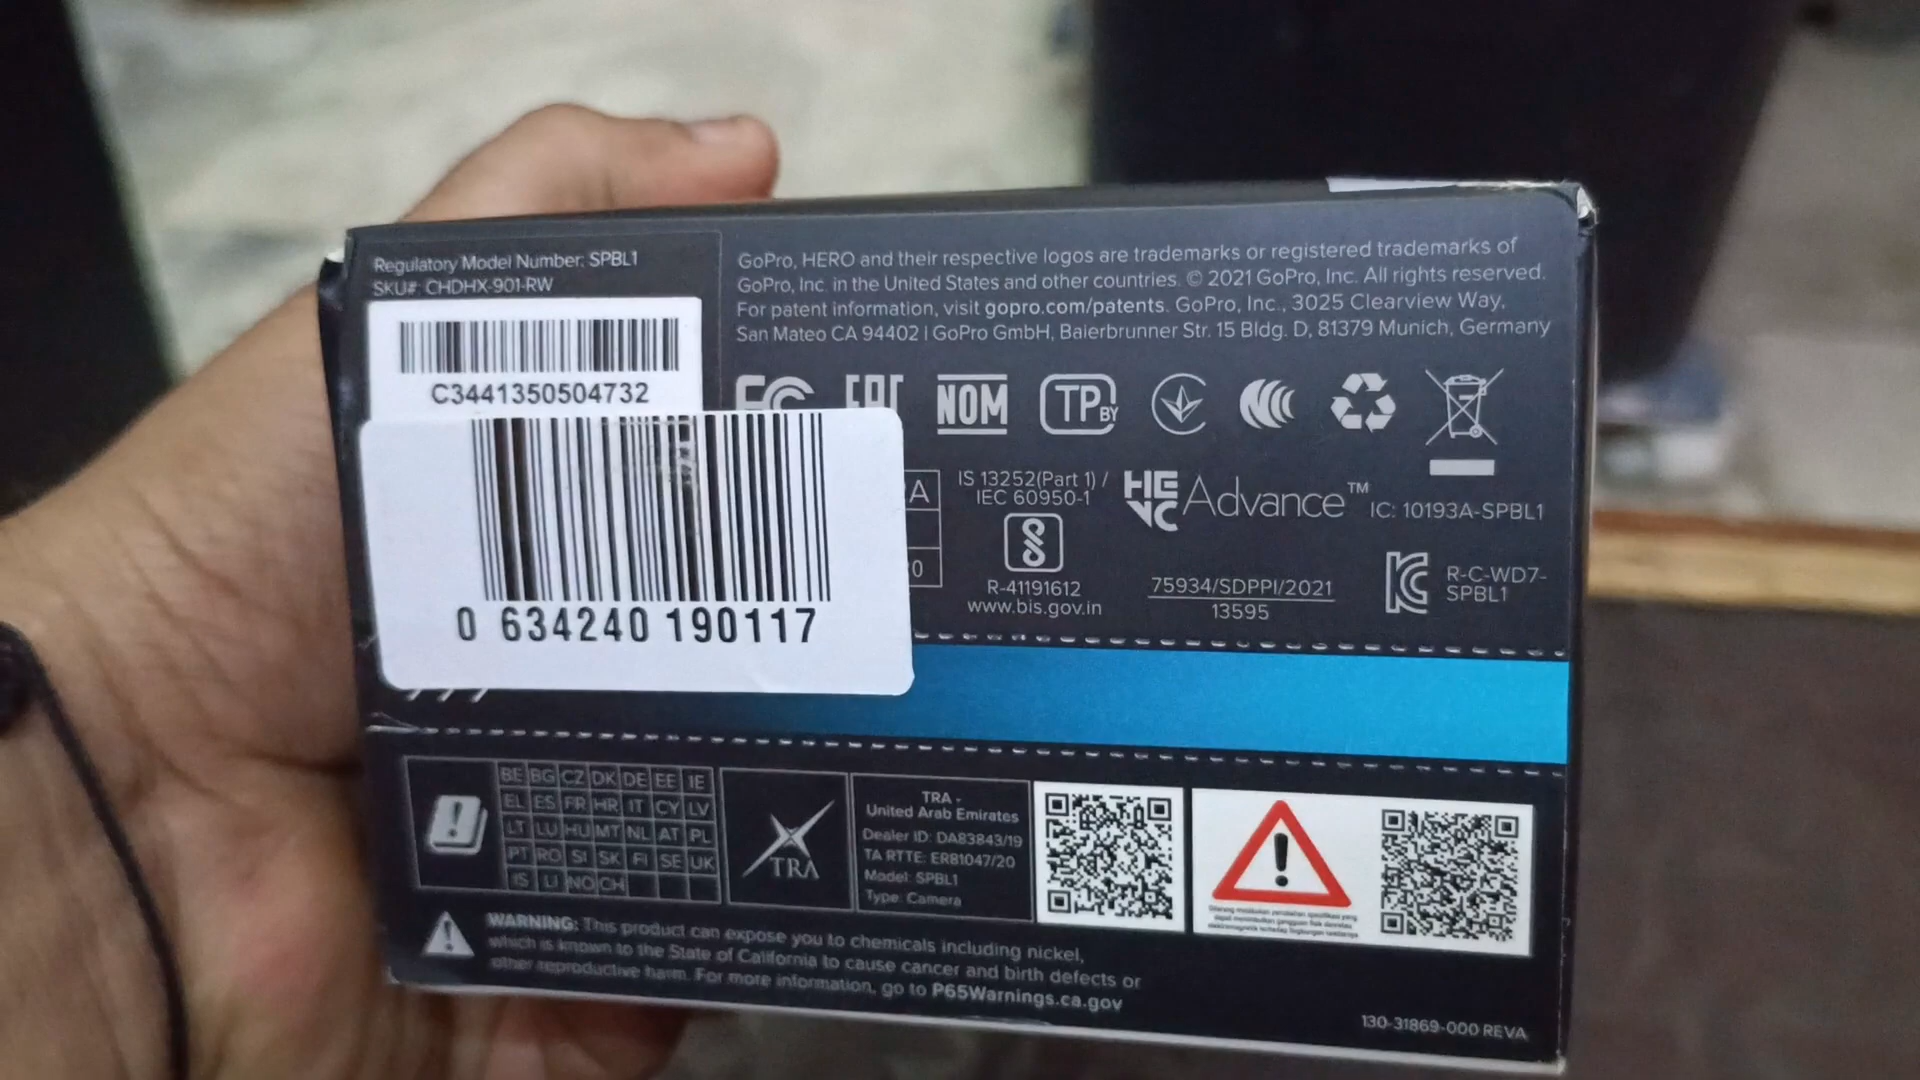 Regulatory Model Number: SPBL1
SKU#: CHDHX-901-RW
C3441350504732
0 634240 190117
GoPro, HERO and their respective logos are trademarks or registered trademarks of
GoPro, Inc. in the United States and other countries. © 2021 GoPro, Inc. All rights reserved.
For patent information, visit gopro.com/patents. GoPro, Inc., 3025 Clearview Way,
San Mateo CA 94402 | GoPro GmbH, Baierbrunner Str. 15 Bldg. D, 81379 Munich, Germany
FC EAC NOM TP BY
A
0
IS 13252(Part 1) /
IEC 60950-1
R-41191612
www.bis.gov.in
HEVC Advance™
IC: 10193A-SPBL1
75934/SDPPI/2021
13595
R-C-WD7-
SPBL1
BE BG CZ DK DE EE IE
EL ES FR HR IT CY LV
LT LU HU MT NL AT PL
PT RO SI SK FI SE UK
IS LI NO CH
TRA
TRA -
United Arab Emirates
Dealer ID: DA83843/19
TA RTTE: ER81047/20
Model: SPBL1
Type: Camera
WARNING: This product can expose you to chemicals including nickel,
which is known to the State of California to cause cancer and birth defects or
other reproductive harm. For more information, go to P65Warnings.ca.gov
130-31869-000 REVA